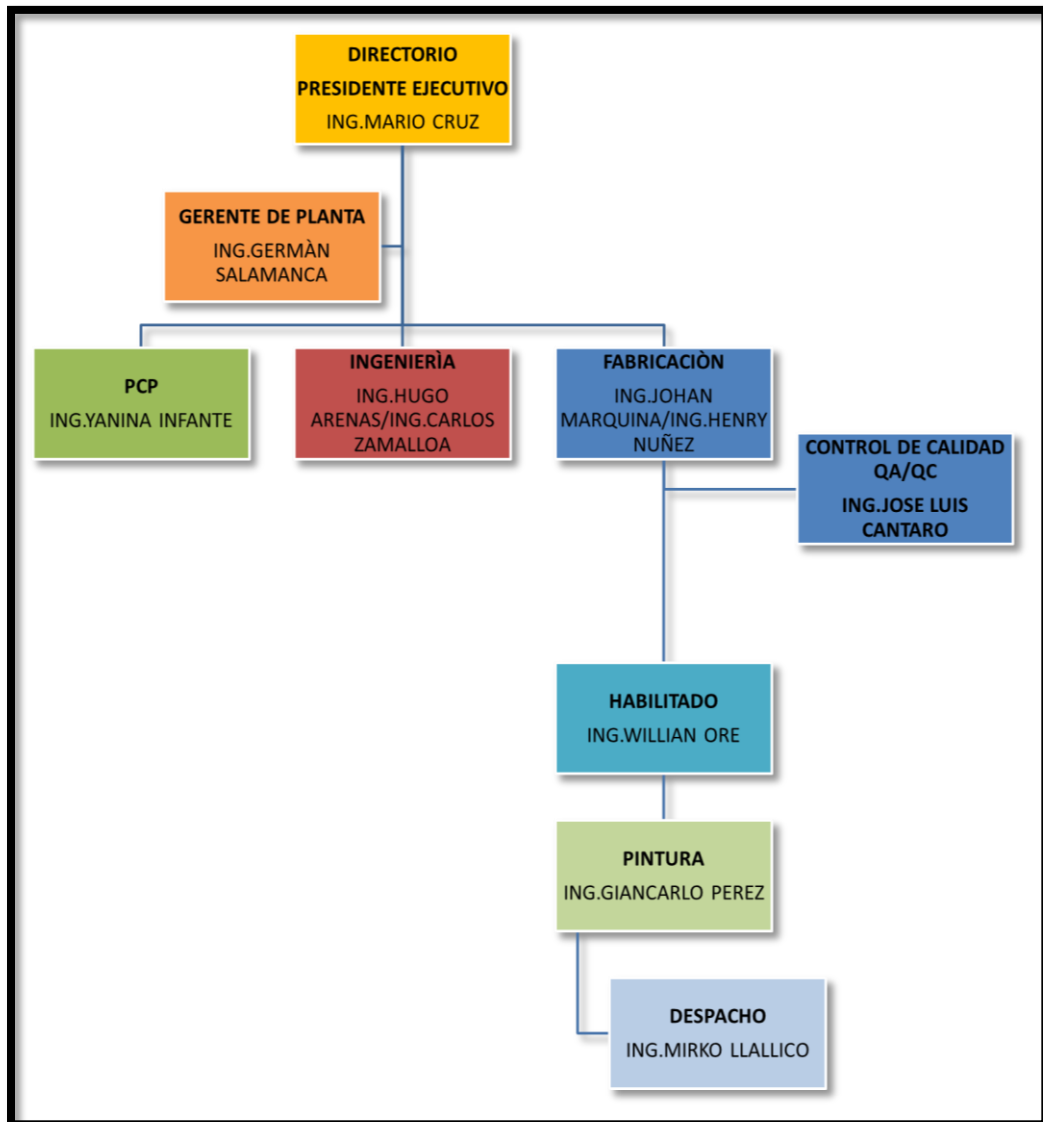 DIRECTORIO
PRESIDENTE EJECUTIVO
ING.MARIO CRUZ
GERENTE DE PLANTA
ING.GERMÀN
SALAMANCA
PCP
ING.YANINA INFANTE
INGENIERÌA
ING.HUGO
ARENAS/ING.CARLOS
ZAMALLOA
FABRICACIÒN
ING.JOHAN
MARQUINA/ING.HENRY
NUÑEZ
CONTROL DE CALIDAD
QA/QC
ING.JOSE LUIS
CANTARO
HABILITADO
ING.WILLIAN ORE
PINTURA
ING.GIANCARLO PEREZ
DESPACHO
ING.MIRKO LLALLICO